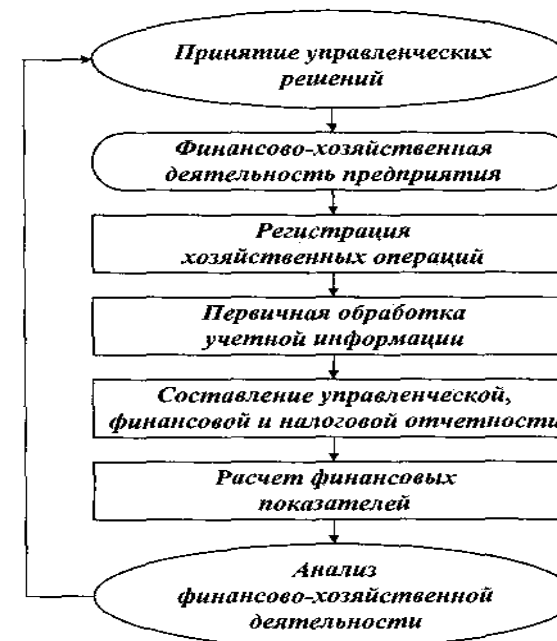 Принятие управленческих
решений
Финансово-хозяйственная
деятельность предприятия
Регистрация
хозяйственных операций
Первичная обработка
учетной информации
Составление управленческой,
финансовой и налоговой отчетности
Расчет финансовых
показателей
Анализ
финансово-хозяйственной
деятельности